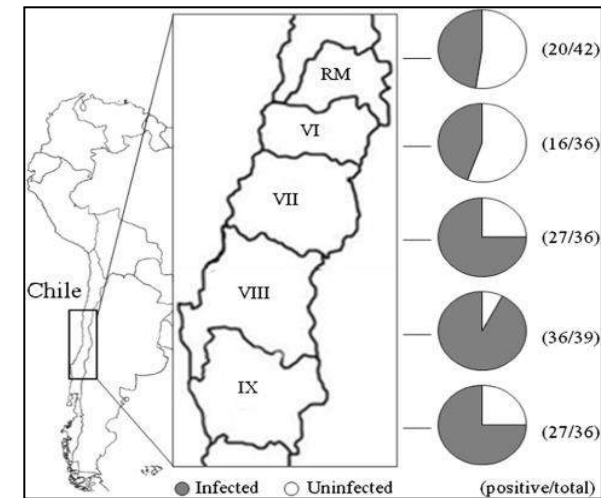 RM
(20/42)
VI
(16/36)
VII
(27/36)
Chile
VIII
(36/39)
IX
(27/36)
Infected
Uninfected
(positive/total)